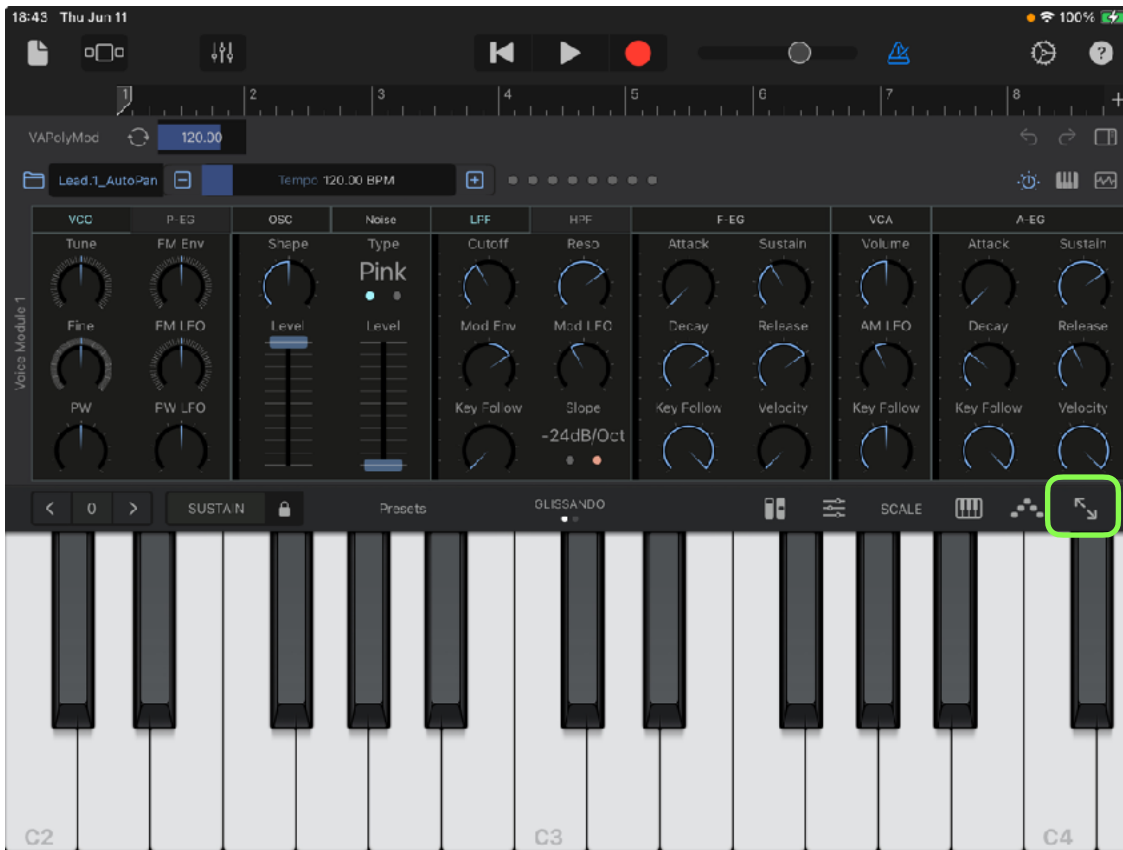 18:43 Thu Jun 11 100%
1 2 3 4 5 6 7 8
VAPolyMod 120.00
Lead.1_AutoPan Tempo 120.00 BPM
VCO P-EG OSC Noise LPF HPF F-EG VCA A-EG
Tune FM Env Shape Type Cutoff Reso Attack Sustain Volume Attack Sustain
Pink
Voice Module 1
Fine FM LFO Level Level Mod Env Mod LFO Decay Release AM LFO Decay Release
PW PW LFO Key Follow Slope Key Follow Velocity Key Follow Key Follow Velocity
-24dB/Oct
0 SUSTAIN Presets GLISSANDO SCALE
C2 C3 C4